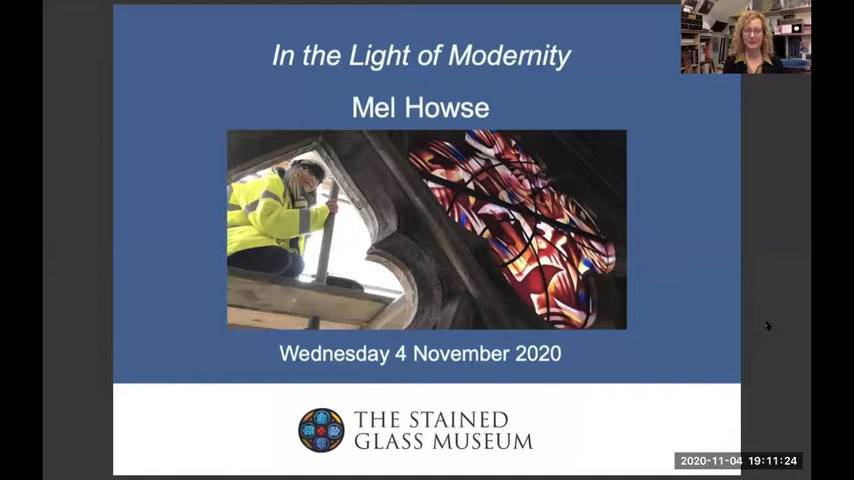 In the Light of Modernity
Mel Howse
Wednesday 4 November 2020
THE STAINED
GLASS MUSEUM
2020-11-04 19:11:24